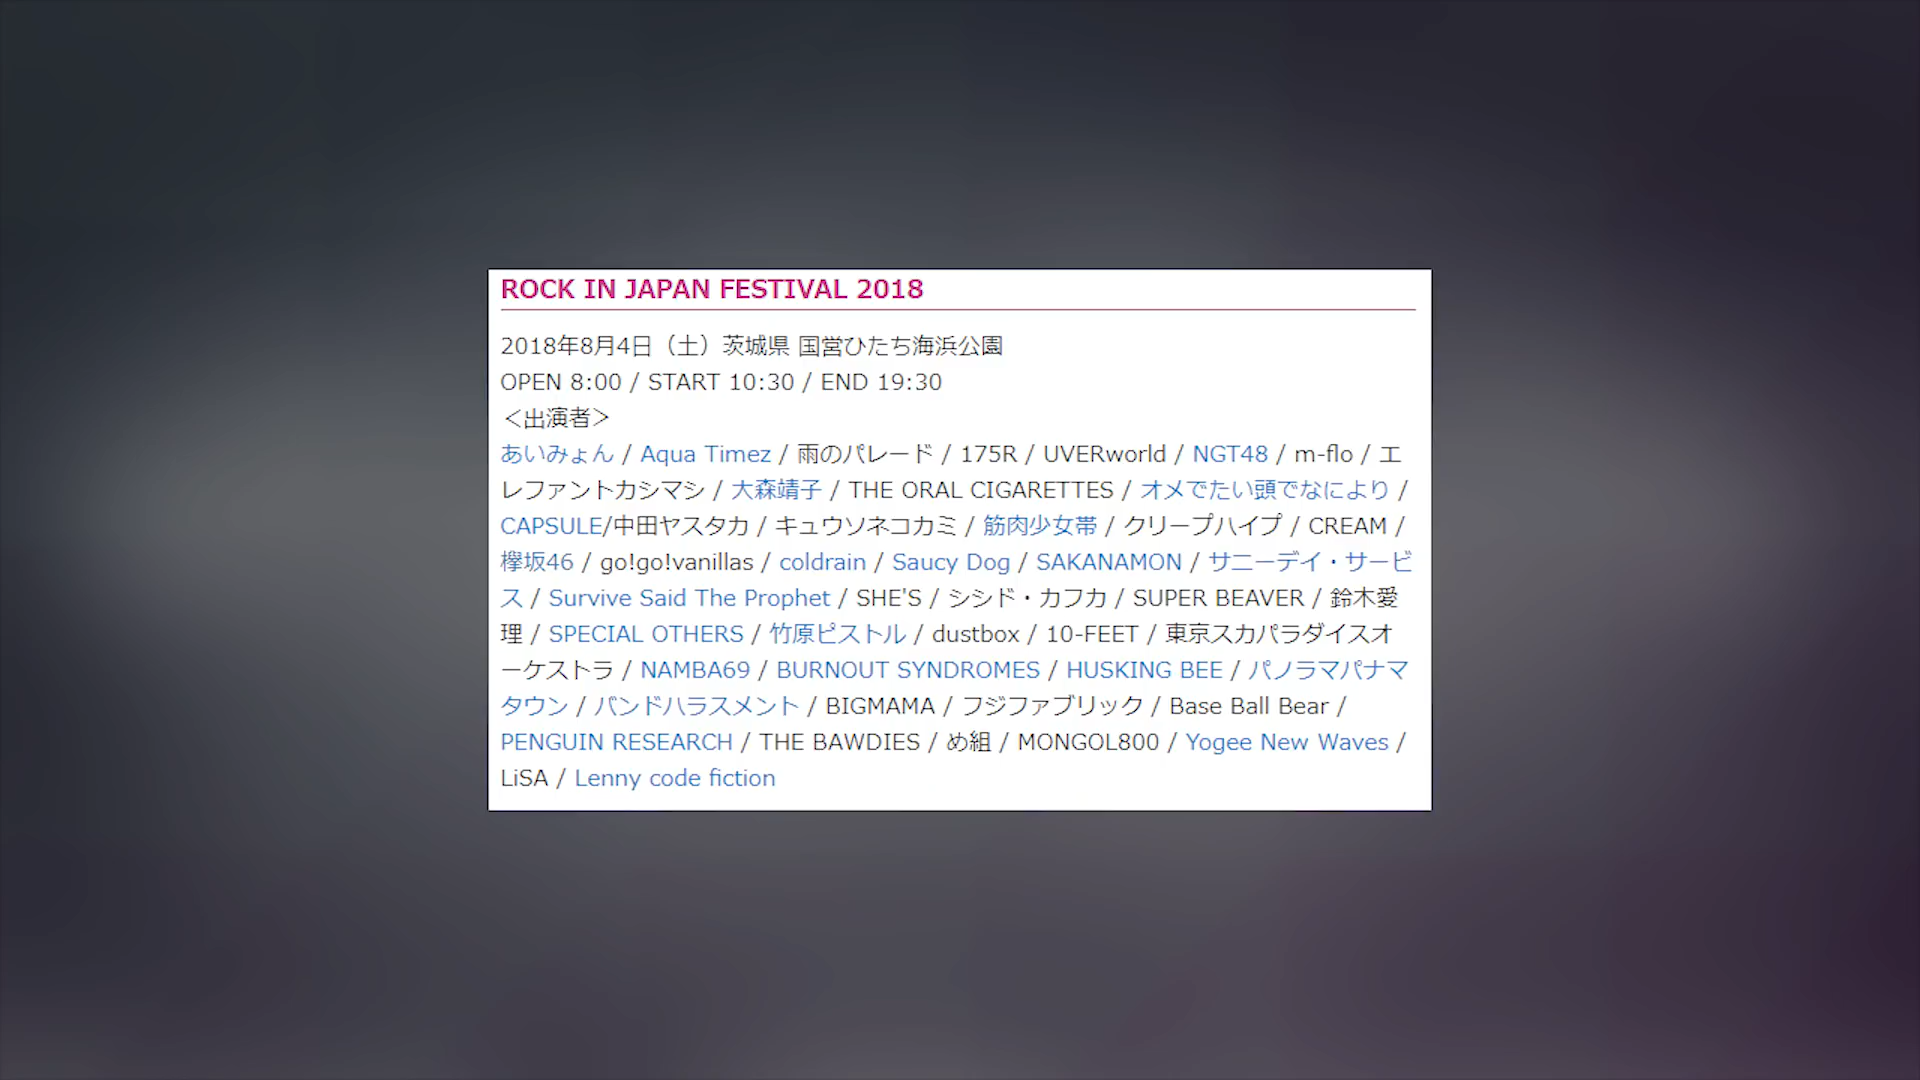 ROCK IN JAPAN FESTIVAL 2018
2018年8月4日（土）茨城県 国営ひたち海浜公園
OPEN 8:00 / START 10:30 / END 19:30
＜出演者＞
あいみょん / Aqua Timez / 雨のパレード / 175R / UVERworld / NGT48 / m-flo / エ
レファントカシマシ / 大森靖子 / THE ORAL CIGARETTES / オメでたい頭でなにより /
CAPSULE/中田ヤスタカ / キュウソネコカミ / 筋肉少女帯 / クリープハイプ / CREAM /
欅坂46 / go!go!vanillas / coldrain / Saucy Dog / SAKANAMON / サニーデイ・サービ
ス / Survive Said The Prophet / SHE'S / シシド・カフカ / SUPER BEAVER / 鈴木愛
理 / SPECIAL OTHERS / 竹原ピストル / dustbox / 10-FEET / 東京スカパラダイスオ
ーケストラ / NAMBA69 / BURNOUT SYNDROMES / HUSKING BEE / パノラマパナマ
タウン / バンドハラスメント / BIGMAMA / フジファブリック / Base Ball Bear /
PENGUIN RESEARCH / THE BAWDIES / め組 / MONGOL800 / Yogee New Waves /
LiSA / Lenny code fiction